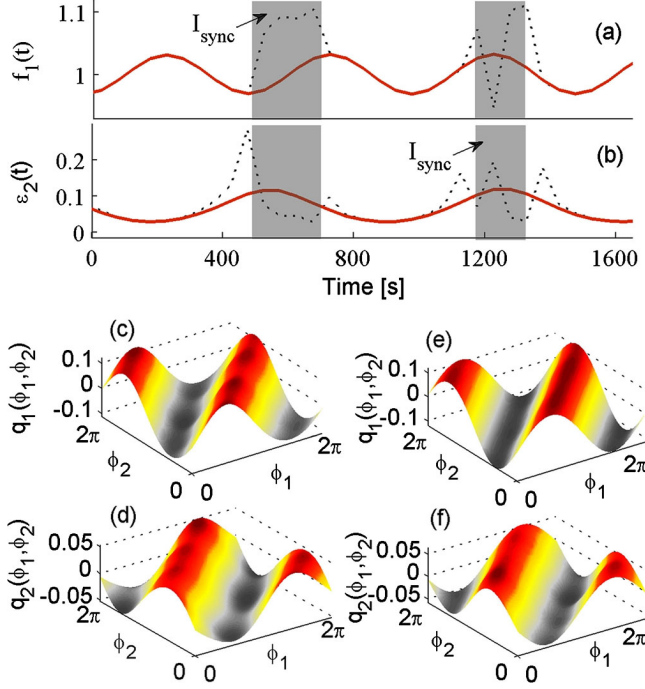 I_sync
(a)
f₁(t)
1.1
1
I_sync
(b)
ε₂(t)
0.2
0.1
0
0 400 800 1200 1600
Time [s]
(c)
q₁(ϕ₁,ϕ₂)
0.1
0
-0.1
2π
ϕ₂
0 0
ϕ₁
2π
(e)
q₁(ϕ₁,ϕ₂)
0.1
0
-0.1
2π
ϕ₂
0 0
ϕ₁
2π
(d)
q₂(ϕ₁,ϕ₂)
0.05
0
-0.05
2π
ϕ₂
0 0
ϕ₁
2π
(f)
q₂(ϕ₁,ϕ₂)
0.05
0
-0.05
2π
ϕ₂
0 0
ϕ₁
2π